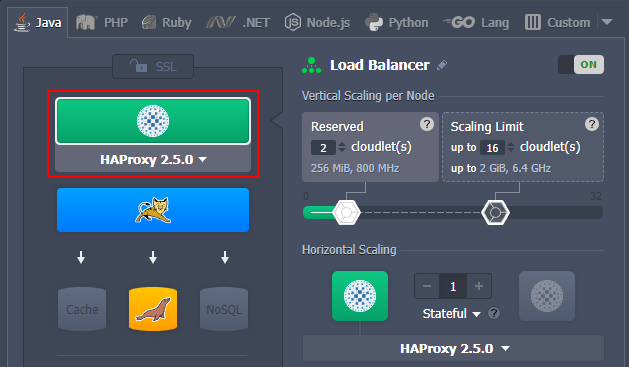 Java PHP Ruby .NET Node.js Python GO Lang Custom
SSL
HAProxy 2.5.0
Cache
NoSQL
Load Balancer
ON
Vertical Scaling per Node
Reserved ?
2 cloudlet(s)
256 MiB, 800 MHz
Scaling Limit ?
up to 16 cloudlet(s)
up to 2 GiB, 6.4 GHz
0 32
Horizontal Scaling
1
Stateful ?
HAProxy 2.5.0